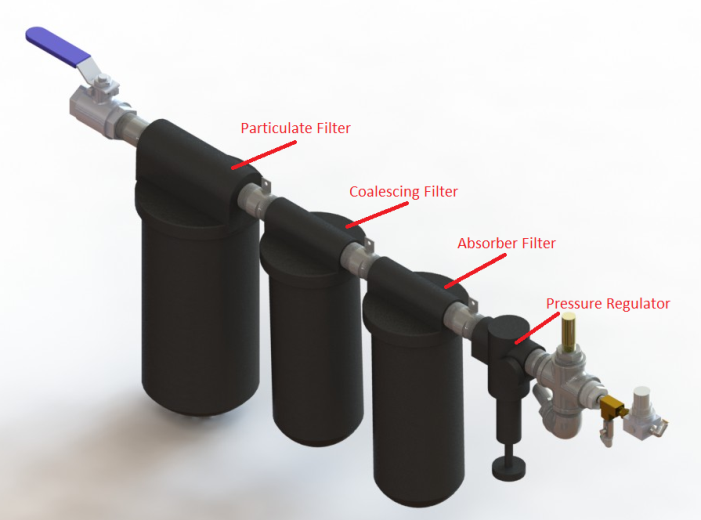 Particulate Filter
Coalescing Filter
Absorber Filter
Pressure Regulator